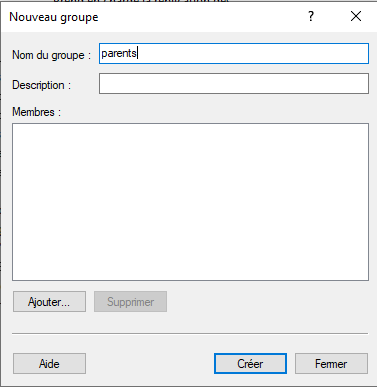 Nouveau groupe
Nom du groupe : parents
Description :
Membres :
Ajouter... Supprimer
Aide Créer Fermer